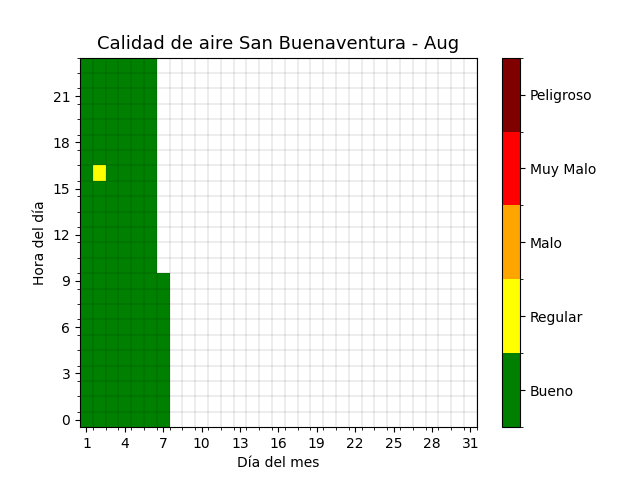 Calidad de aire San Buenaventura - Aug
Hora del día
21
18
15
12
9
6
3
0
1 4 7 10 13 16 19 22 25 28 31
Día del mes
Peligroso
Muy Malo
Malo
Regular
Bueno